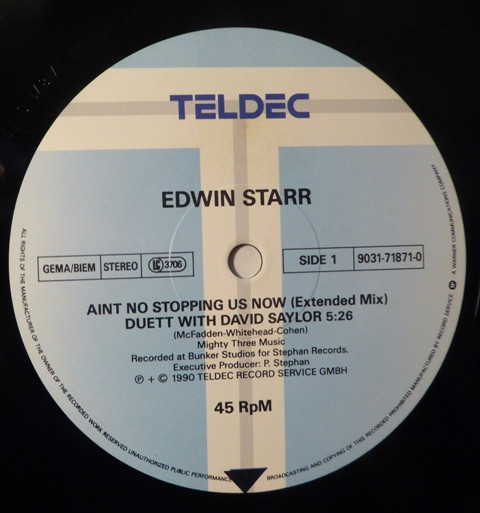 TELDEC
EDWIN STARR
GEMA/BIEM STEREO LC 3706
SIDE 1 9031-71871-0
AINT NO STOPPING US NOW (Extended Mix)
DUETT WITH DAVID SAYLOR 5:26
(McFadden-Whitehead-Cohen)
Mighty Three Music
Recorded at Bunker Studios for Stephan Records.
Executive Producer: P. Stephan
℗ + © 1990 TELDEC RECORD SERVICE GMBH
45 RpM
ALL RIGHTS OF THE MANUFACTURER OF THE OWNER OF THE RECORDED WORK RESERVED UNAUTHORIZED PUBLIC PERFORMANCE BROADCASTING AND COPYING OF THIS RECORDING PROHIBITED MANUFACTURED BY RECORD SERVICE A WARNER COMMUNICATIONS COMPANY